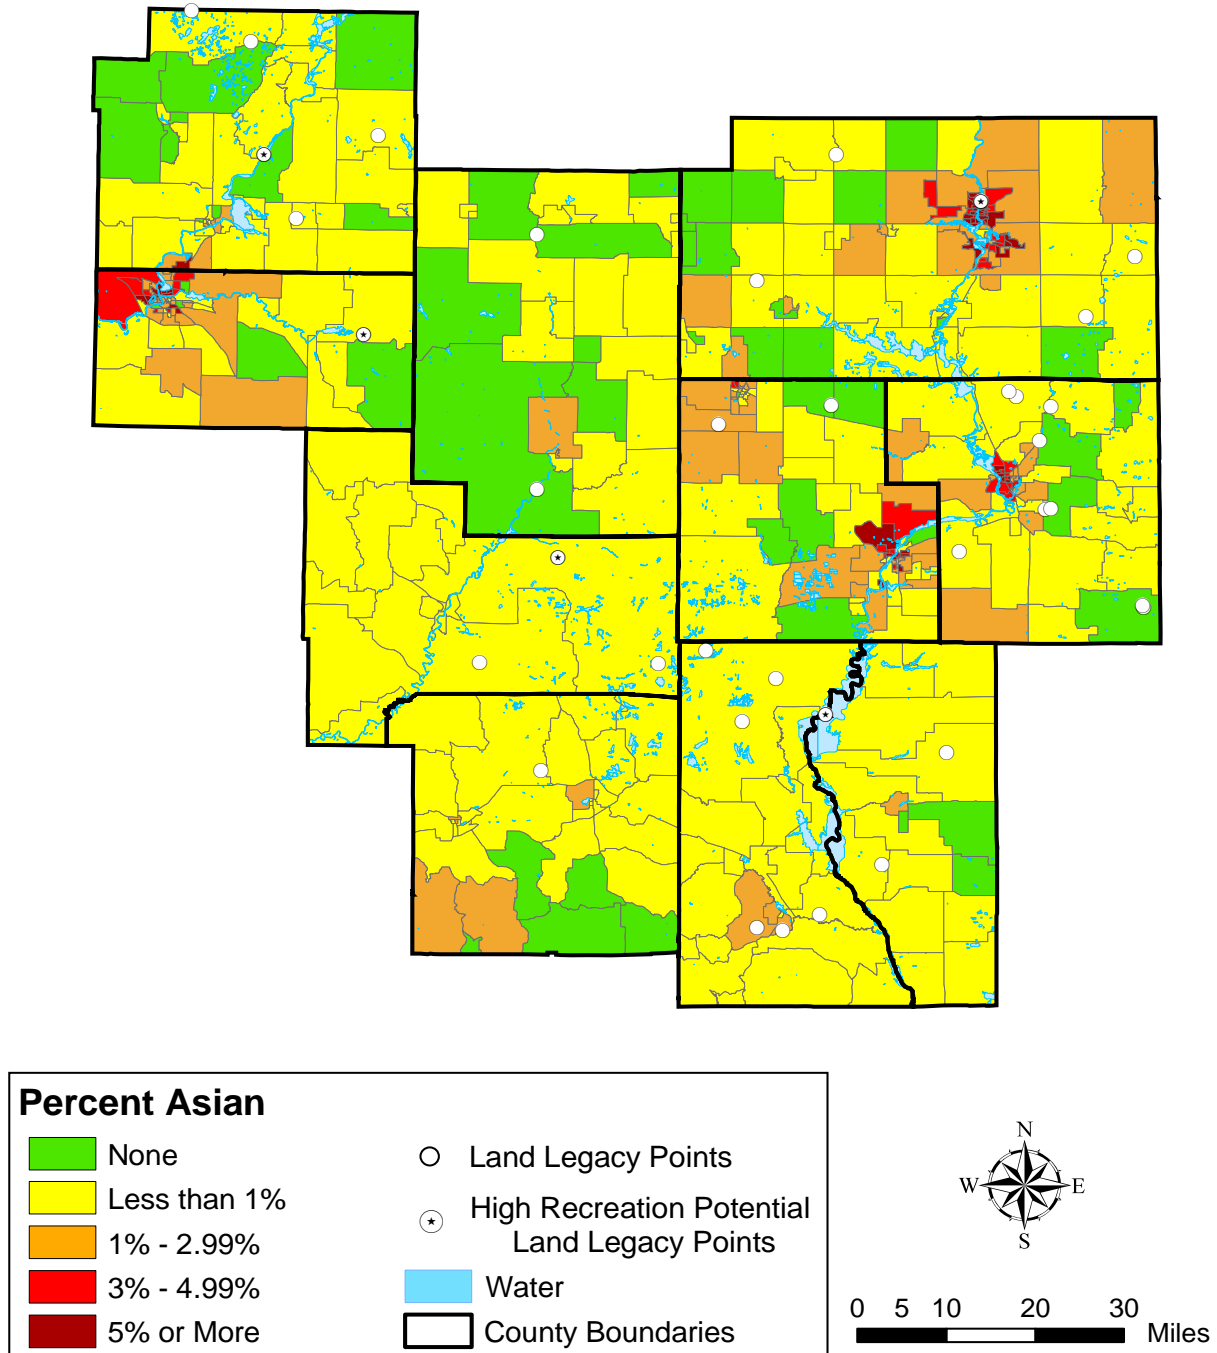 Percent Asian
None
Less than 1%
1% - 2.99%
3% - 4.99%
5% or More
Land Legacy Points
High Recreation Potential
Land Legacy Points
Water
County Boundaries
N
W E
S
0 5 10 20 30
Miles